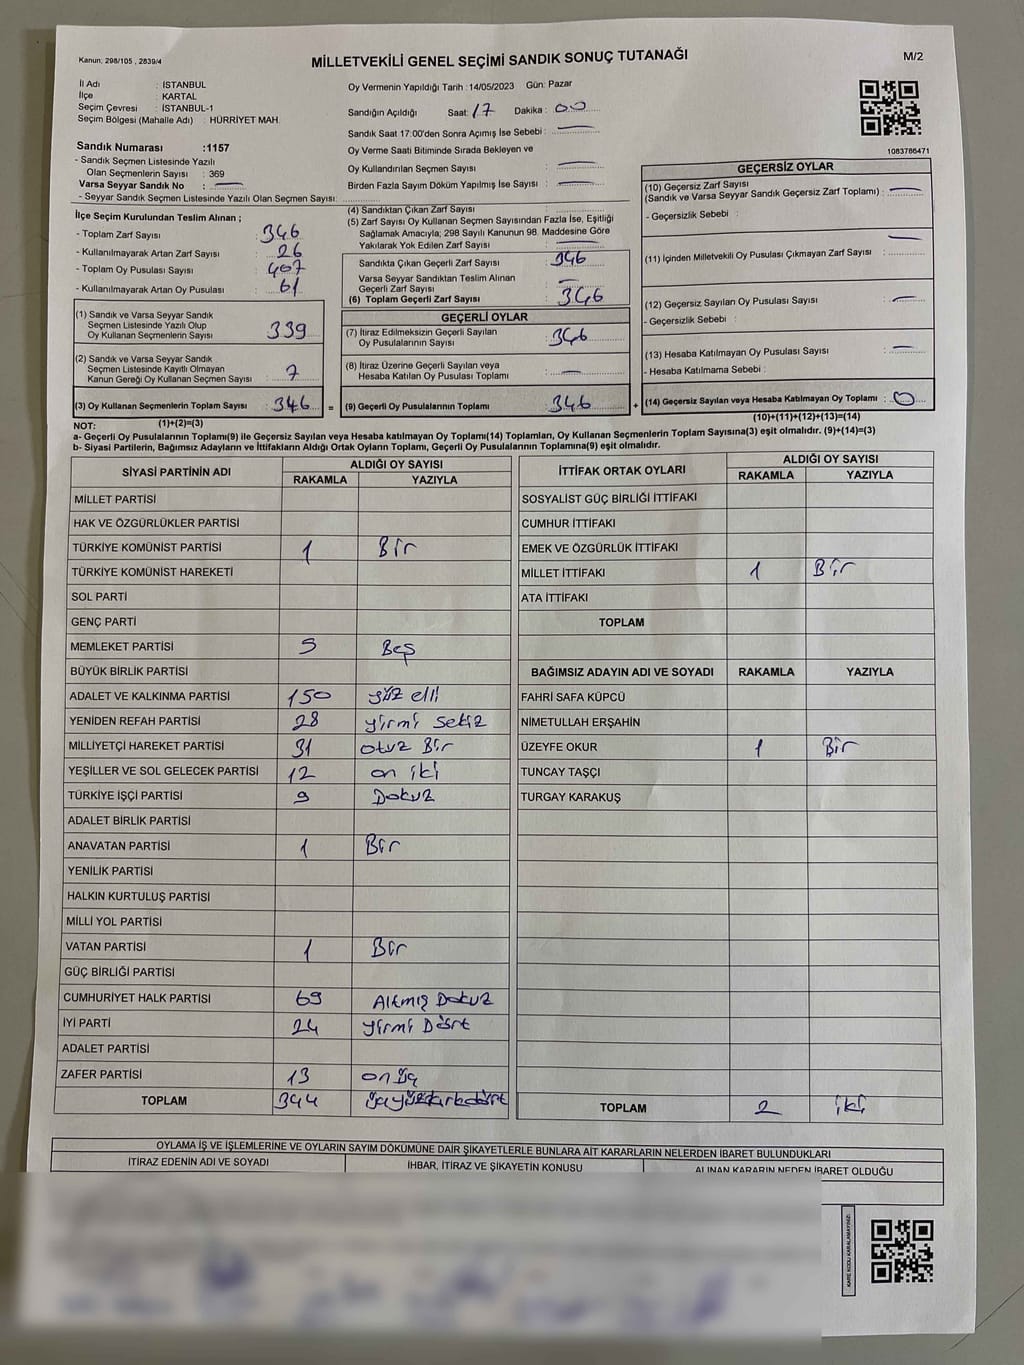 Kanun; 298/105 , 2839/4
MİLLETVEKİLİ GENEL SEÇİMİ SANDIK SONUÇ TUTANAĞI
M/2
İl Adı : İSTANBUL
İlçe : KARTAL
Seçim Çevresi : İSTANBUL-1
Seçim Bölgesi (Mahalle Adı) : HÜRRİYET MAH.
Sandık Numarası :1157
- Sandık Seçmen Listesinde Yazılı
Olan Seçmenlerin Sayısı : 369
Varsa Seyyar Sandık No : —
- Seyyar Sandık Seçmen Listesinde Yazılı Olan Seçmen Sayısı:
Oy Vermenin Yapıldığı Tarih : 14/05/2023 Gün: Pazar
Sandığın Açıldığı Saat: 17 Dakika : 00
Sandık Saat 17:00'den Sonra Açımış İse Sebebi : —
Oy Verme Saati Bitiminde Sırada Bekleyen ve
Oy Kullandırılan Seçmen Sayısı : —
Birden Fazla Sayım Döküm Yapılmış İse Sayısı : —
1083786471
İlçe Seçim Kurulundan Teslim Alınan ;
- Toplam Zarf Sayısı : 346
- Kullanılmayarak Artan Zarf Sayısı : 26
- Toplam Oy Pusulası Sayısı : 407
- Kullanılmayarak Artan Oy Pusulası : 61
(1) Sandık ve Varsa Seyyar Sandık
Seçmen Listesinde Yazılı Olup
Oy Kullanan Seçmenlerin Sayısı : 339
(2) Sandık ve Varsa Seyyar Sandık
Seçmen Listesinde Kayıtlı Olmayan
Kanun Gereği Oy Kullanan Seçmen Sayısı : 7
(3) Oy Kullanan Seçmenlerin Toplam Sayısı : 346 =
(4) Sandıktan Çıkan Zarf Sayısı :
(5) Zarf Sayısı Oy Kullanan Seçmen Sayısından Fazla İse, Eşitliği
Sağlamak Amacıyla; 298 Sayılı Kanunun 98. Maddesine Göre
Yakılarak Yok Edilen Zarf Sayısı : —
Sandıkta Çıkan Geçerli Zarf Sayısı : 346
Varsa Seyyar Sandıktan Teslim Alınan
Geçerli Zarf Sayısı : —
(6) Toplam Geçerli Zarf Sayısı : 346
GEÇERLİ OYLAR
(7) İtiraz Edilmeksizin Geçerli Sayılan
Oy Pusulalarının Sayısı : 346
(8) İtiraz Üzerine Geçerli Sayılan veya
Hesaba Katılan Oy Pusulası Toplamı : —
(9) Geçerli Oy Pusulalarının Toplamı : 346 +
GEÇERSİZ OYLAR
(10) Geçersiz Zarf Sayısı
(Sandık ve Varsa Seyyar Sandık Geçersiz Zarf Toplamı) : —
- Geçersizlik Sebebi :
(11) İçinden Milletvekili Oy Pusulası Çıkmayan Zarf Sayısı : —
(12) Geçersiz Sayılan Oy Pusulası Sayısı : —
- Geçersizlik Sebebi :
(13) Hesaba Katılmayan Oy Pusulası Sayısı : —
- Hesaba Katılmama Sebebi :
(14) Geçersiz Sayılan veya Hesaba Katılmayan Oy Toplamı : 0
NOT: (1)+(2)=(3)
(10)+(11)+(12)+(13)=(14)
a- Geçerli Oy Pusulalarının Toplamı(9) ile Geçersiz Sayılan veya Hesaba katılmayan Oy Toplamı(14) Toplamları, Oy Kullanan Seçmenlerin Toplam Sayısına(3) eşit olmalıdır. (9)+(14)=(3)
b- Siyasi Partilerin, Bağımsız Adayların ve İttifakların Aldığı Ortak Oyların Toplamı, Geçerli Oy Pusulalarının Toplamına(9) eşit olmalıdır.
SİYASİ PARTİNİN ADI ALDIĞI OY SAYISI
RAKAMLA YAZIYLA
MİLLET PARTİSİ
HAK VE ÖZGÜRLÜKLER PARTİSİ
TÜRKİYE KOMÜNİST PARTİSİ 1 Bir
TÜRKİYE KOMÜNİST HAREKETİ
SOL PARTİ
GENÇ PARTİ
MEMLEKET PARTİSİ 5 Beş
BÜYÜK BİRLİK PARTİSİ
ADALET VE KALKINMA PARTİSİ 150 yüz elli
YENİDEN REFAH PARTİSİ 28 yirmi sekiz
MİLLİYETÇİ HAREKET PARTİSİ 31 otuz Bir
YEŞİLLER VE SOL GELECEK PARTİSİ 12 on iki
TÜRKİYE İŞÇİ PARTİSİ 9 Dokuz
ADALET BİRLİK PARTİSİ
ANAVATAN PARTİSİ 1 Bir
YENİLİK PARTİSİ
HALKIN KURTULUŞ PARTİSİ
MİLLİ YOL PARTİSİ
VATAN PARTİSİ 1 Bir
GÜÇ BİRLİĞİ PARTİSİ
CUMHURİYET HALK PARTİSİ 69 Altmış Dokuz
İYİ PARTİ 24 yirmi Dört
ADALET PARTİSİ
ZAFER PARTİSİ 13 on üç
TOPLAM 344 üçyüzkırkdört
İTTİFAK ORTAK OYLARI ALDIĞI OY SAYISI
RAKAMLA YAZIYLA
SOSYALİST GÜÇ BİRLİĞİ İTTİFAKI
CUMHUR İTTİFAKI
EMEK VE ÖZGÜRLÜK İTTİFAKI
MİLLET İTTİFAKI 1 Bir
ATA İTTİFAKI
TOPLAM
BAĞIMSIZ ADAYIN ADI VE SOYADI RAKAMLA YAZIYLA
FAHRİ SAFA KÜPCÜ
NİMETULLAH ERŞAHİN
ÜZEYFE OKUR 1 Bir
TUNCAY TAŞÇI
TURGAY KARAKUŞ
TOPLAM 2 iki
OYLAMA İŞ VE İŞLEMLERİNE VE OYLARIN SAYIM DÖKÜMÜNE DAİR ŞİKAYETLERLE BUNLARA AİT KARARLARIN NELERDEN İBARET BULUNDUKLARI
İTİRAZ EDENİN ADI VE SOYADI İHBAR, İTİRAZ VE ŞİKAYETİN KONUSU ALINAN KARARIN NEDEN İBARET OLDUĞU
KARE KODU KARALAMAYINIZ!